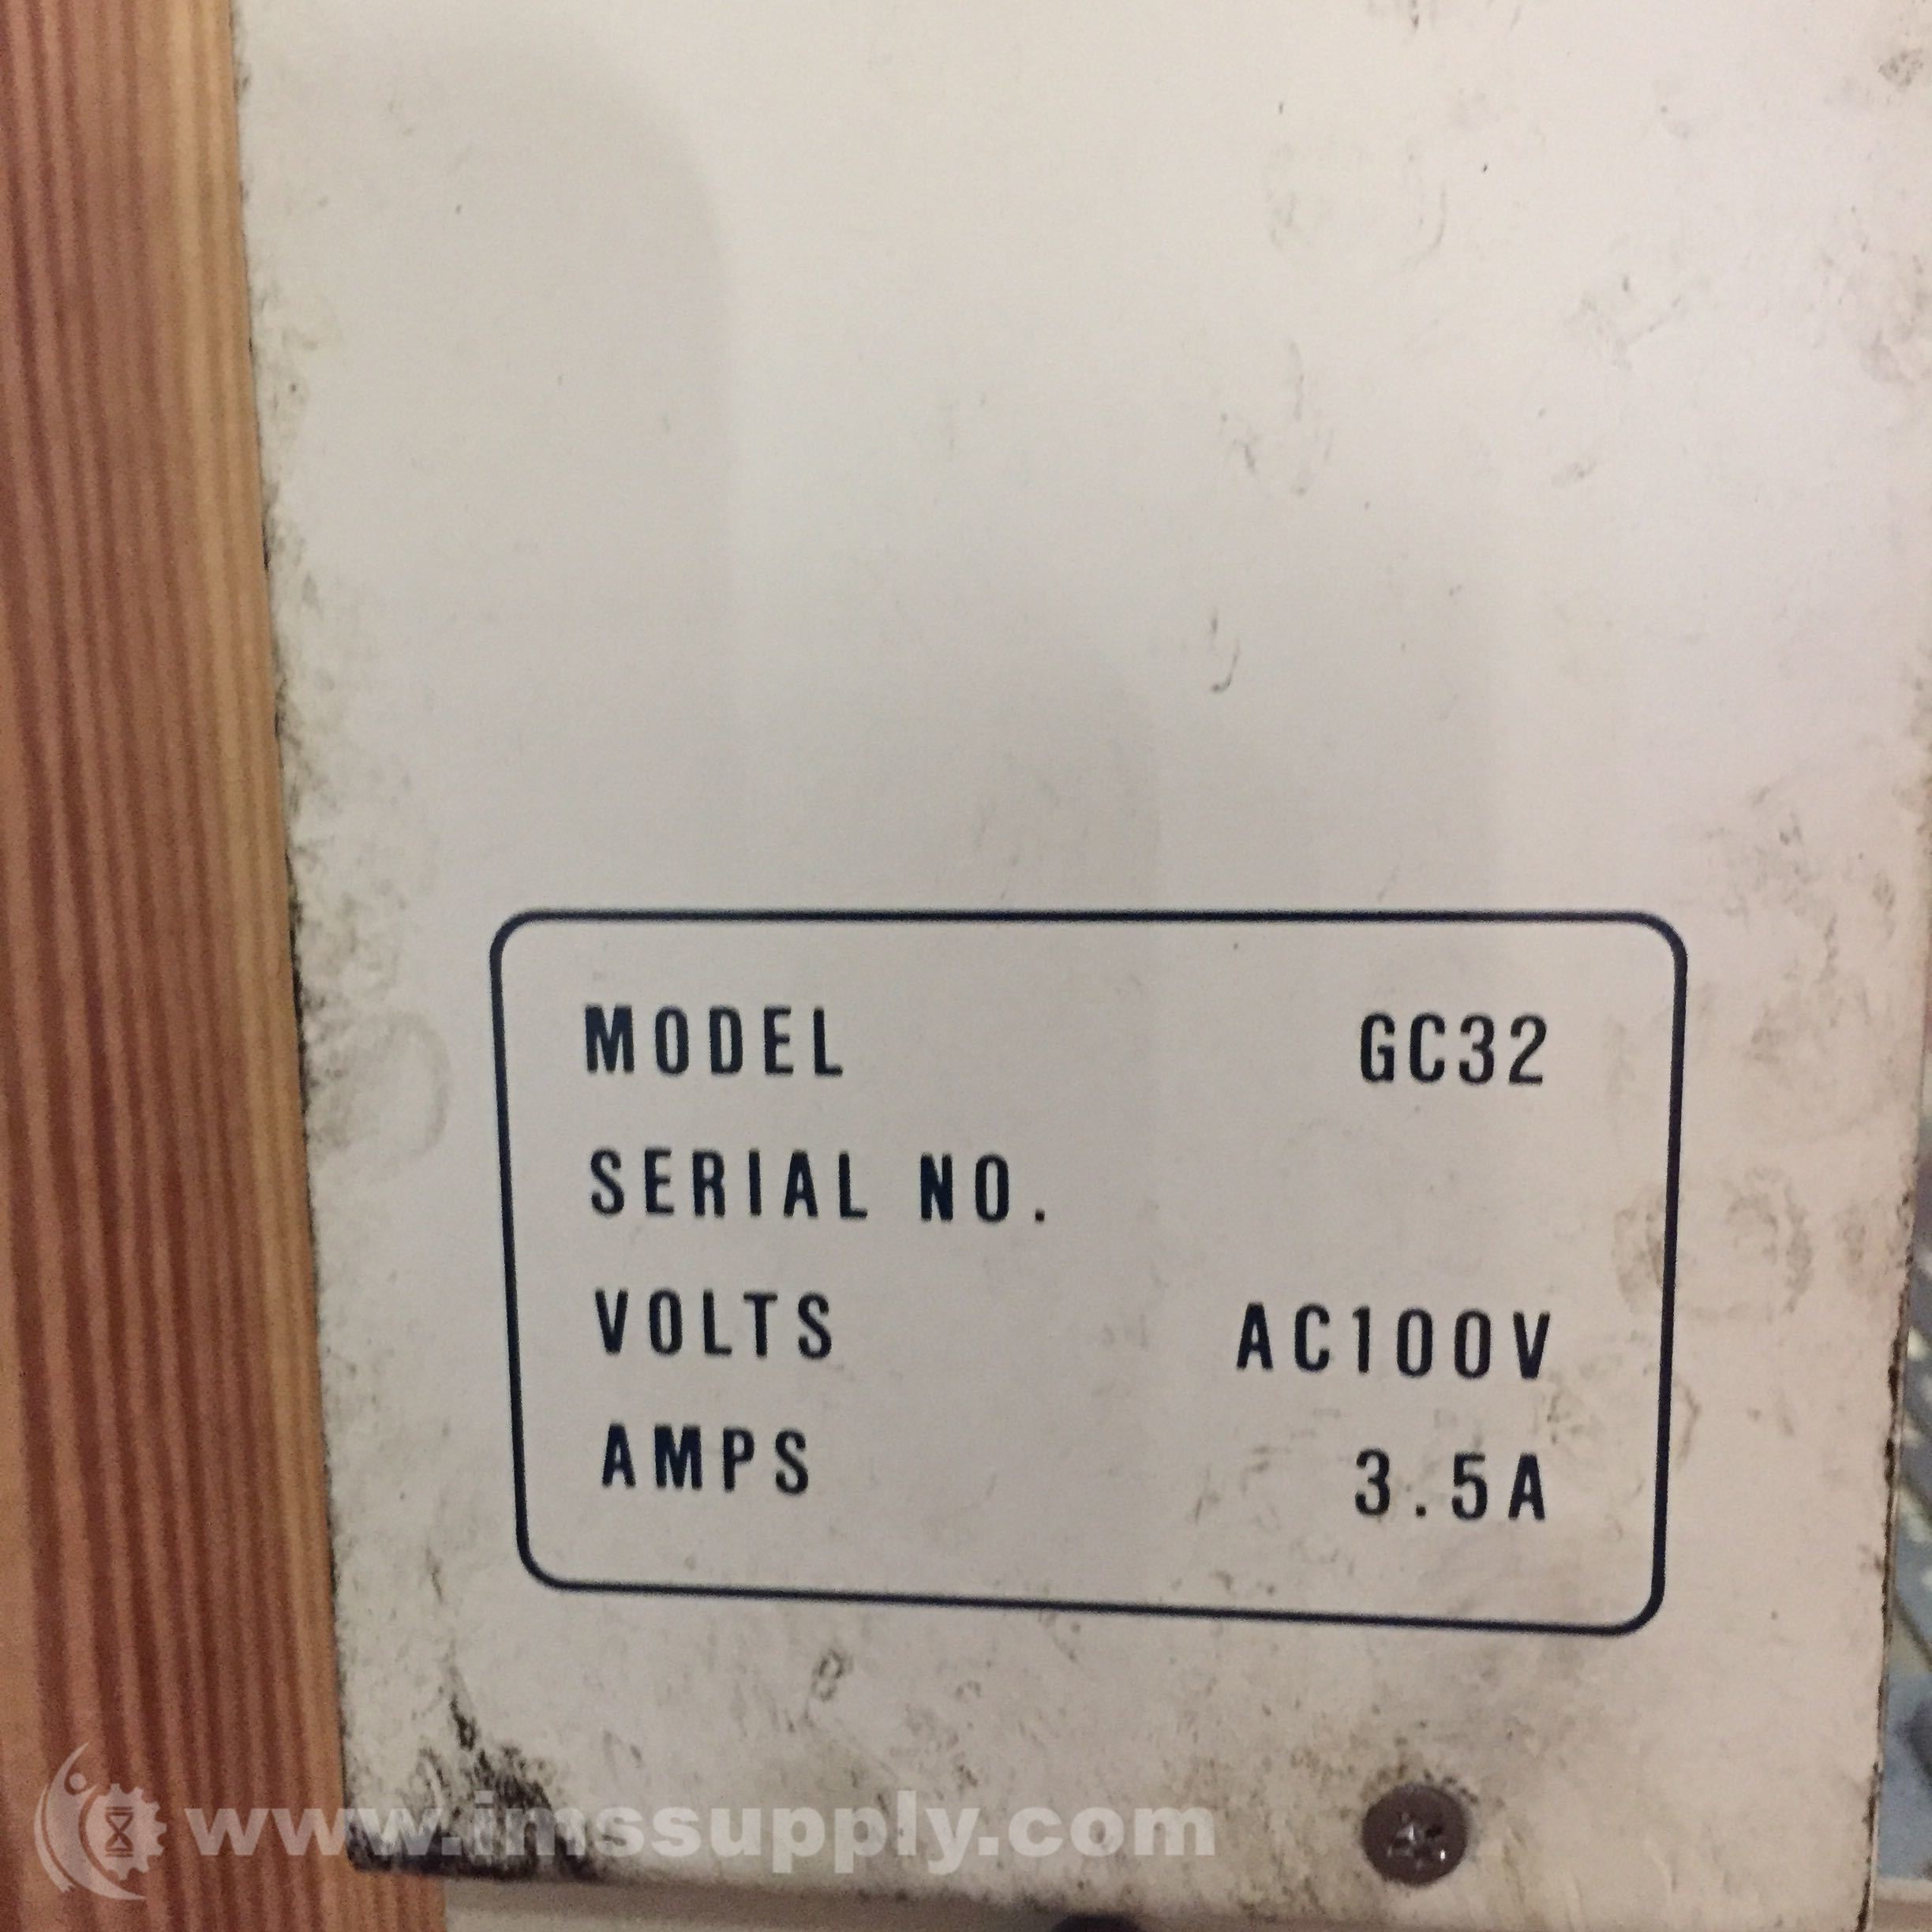 MODEL GC32
SERIAL NO.
VOLTS AC100V
AMPS 3.5A
www.imssupply.com